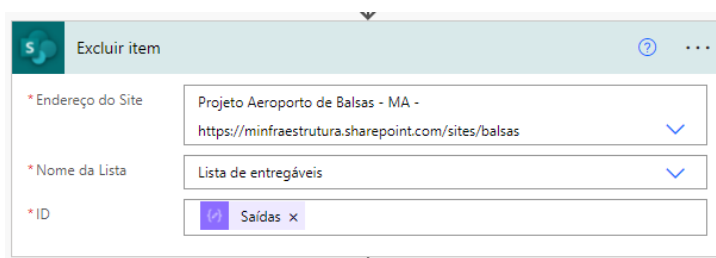 Excluir item
* Endereço do Site
Projeto Aeroporto de Balsas - MA -
https://minfraestrutura.sharepoint.com/sites/balsas
* Nome da Lista
Lista de entregáveis
* ID
Saídas ×